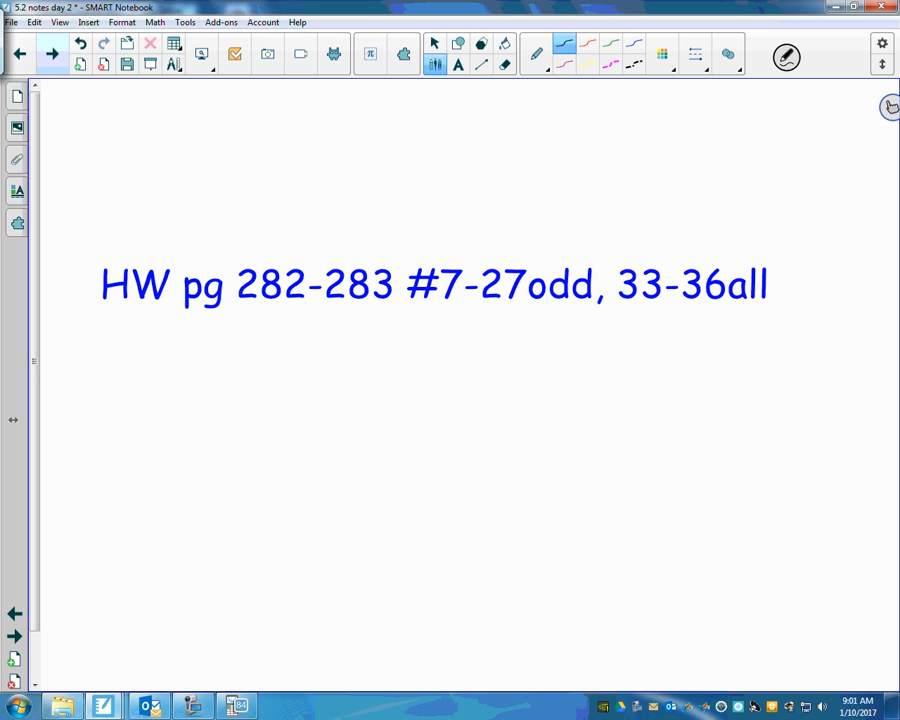 5.2 notes day 2 * - SMART Notebook
File Edit View Insert Format Math Tools Add-ons Account Help
HW pg 282-283 #7-27odd, 33-36all
84
9:01 AM
1/10/2017